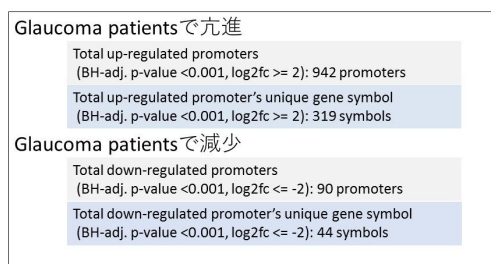 Glaucoma patientsで亢進
Total up-regulated promoters
(BH-adj. p-value <0.001, log2fc >= 2): 942 promoters
Total up-regulated promoter’s unique gene symbol
(BH-adj. p-value <0.001, log2fc >= 2): 319 symbols
Glaucoma patientsで減少
Total down-regulated promoters
(BH-adj. p-value <0.001, log2fc <= -2): 90 promoters
Total down-regulated promoter’s unique gene symbol
(BH-adj. p-value <0.001, log2fc <= -2): 44 symbols